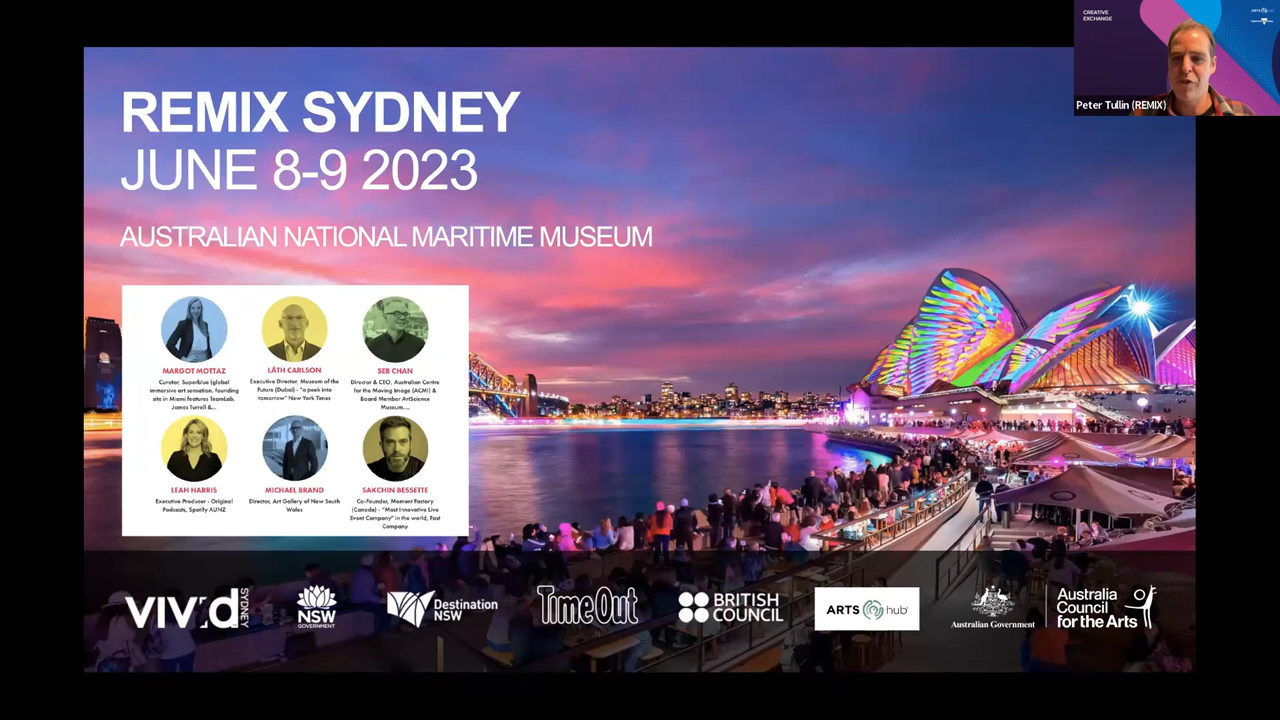 REMIX SYDNEY
JUNE 8-9 2023
AUSTRALIAN NATIONAL MARITIME MUSEUM
MARGOT MOTTAZ
Curator, Superblue (global
immersive art sensation, founding
site in Miami features TeamLab,
James Turrell &...
LÂTH CARLSON
Executive Director, Museum of the
Future (Dubai) - "a peek into
tomorrow" New York Times
SEB CHAN
Director & CEO, Australian Centre
for the Moving Image (ACMI) &
Board Member ArtScience
Museum....
LEAH HARRIS
Executive Producer - Original
Podcasts, Spotify AUNZ
MICHAEL BRAND
Director, Art Gallery of New South
Wales
SAKCHIN BESSETTE
Co-Founder, Moment Factory
(Canada) - "Most Innovative Live
Event Company" in the world, Fast
Company
VIVID SYDNEY
NSW
GOVERNMENT
Destination
NSW
TimeOut
BRITISH
COUNCIL
ARTS hub
Australian Government
Australia
Council
for the Arts
CREATIVE
EXCHANGE
Peter Tullin (REMIX)